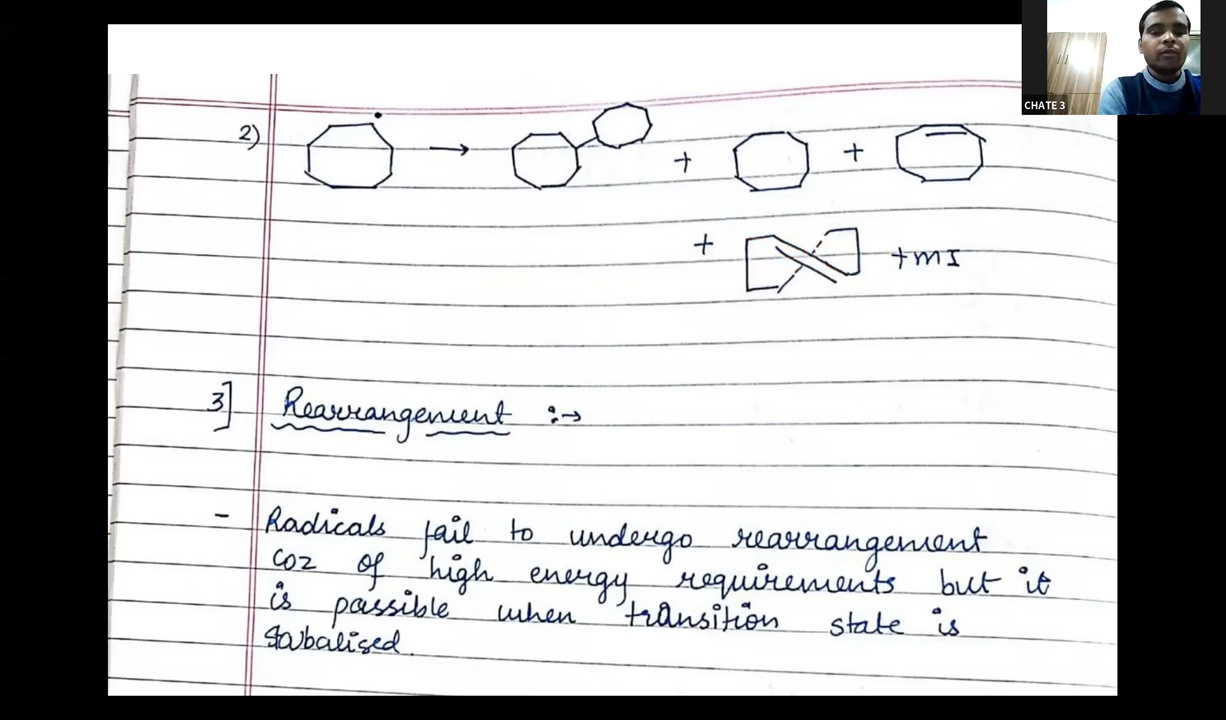 CHATE 3
2)
→ + +
+ + mI
3] Rearrangement :→
- Radicals fail to undergo rearrangement
coz of high energy requirements but it
is possible when transition state is
Stabalised.